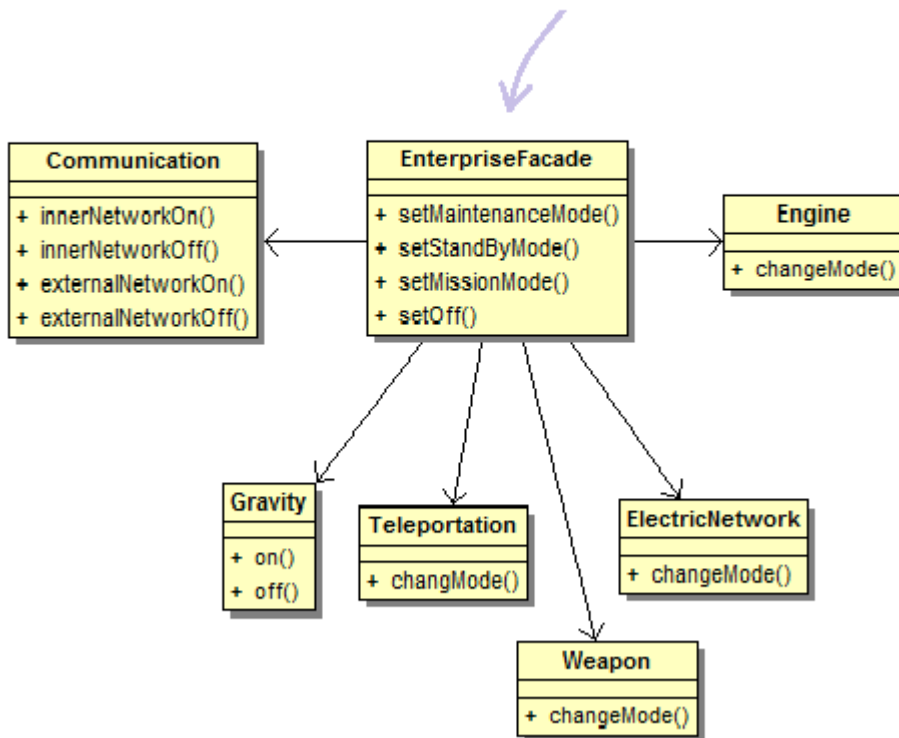 Communication
+ innerNetworkOn()
+ innerNetworkOff()
+ externalNetworkOn()
+ externalNetworkOff()
EnterpriseFacade
+ setMaintenanceMode()
+ setStandByMode()
+ setMissionMode()
+ setOff()
Engine
+ changeMode()
Gravity
+ on()
+ off()
Teleportation
+ changMode()
ElectricNetwork
+ changeMode()
Weapon
+ changeMode()